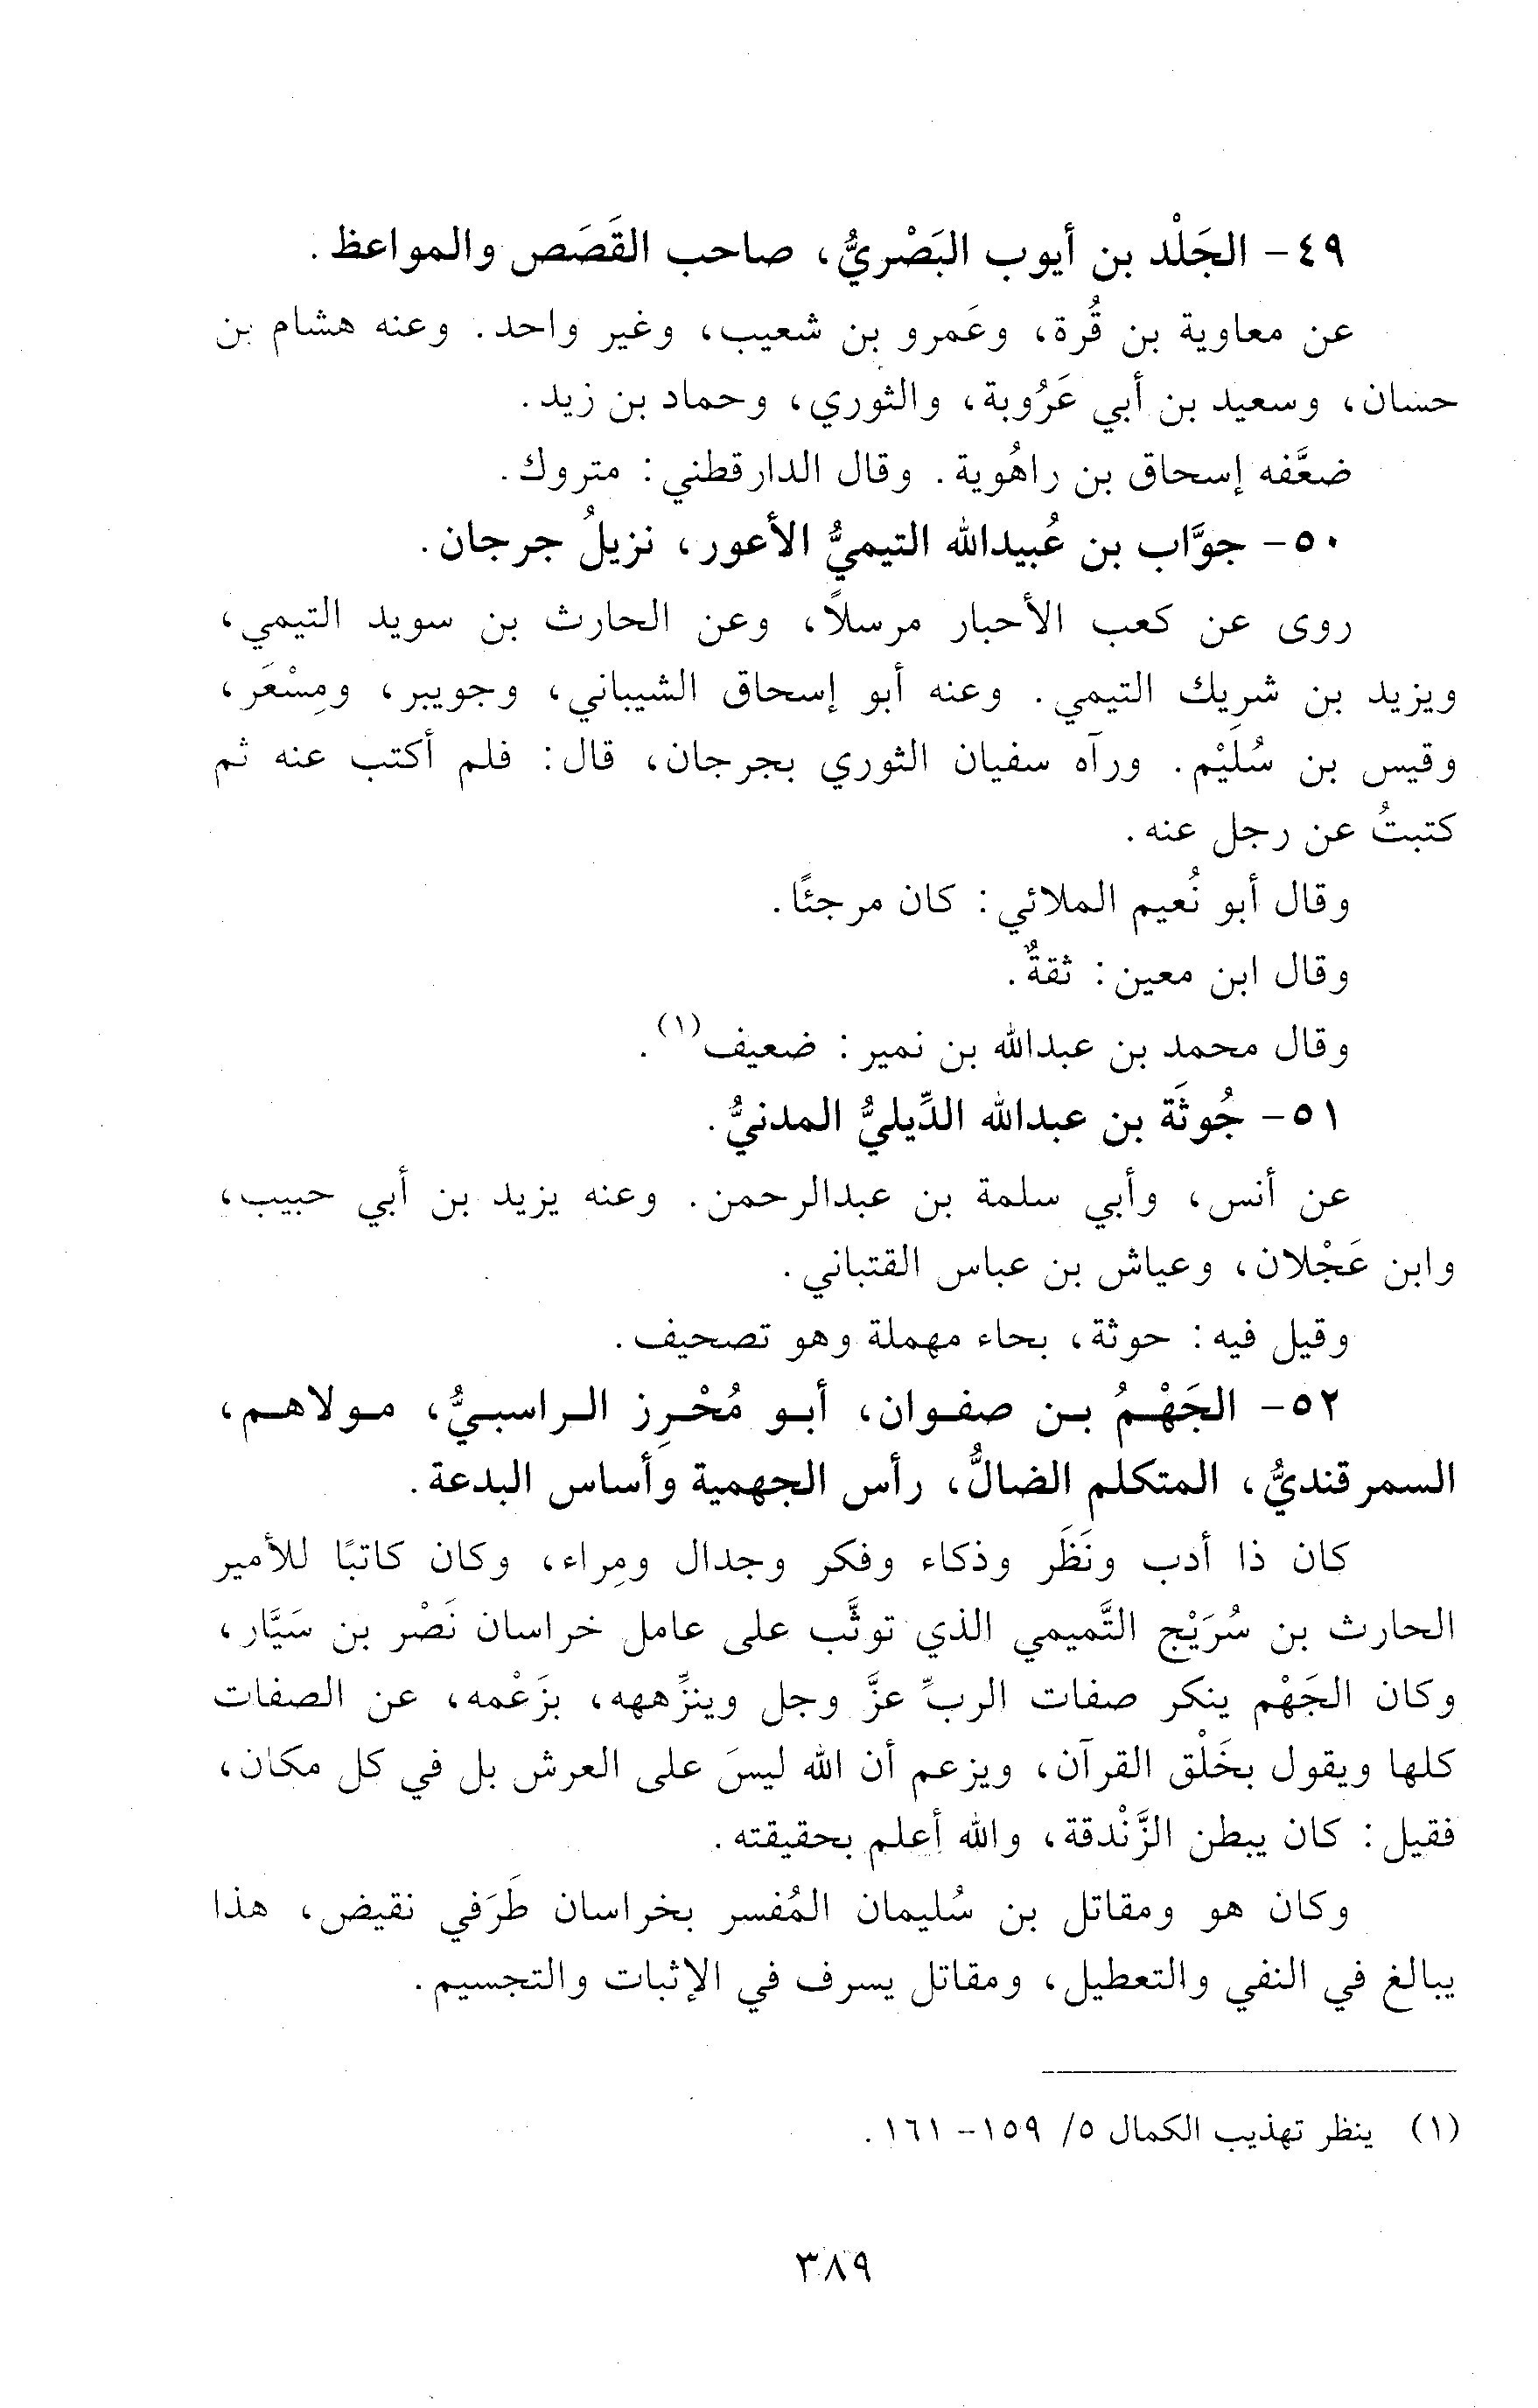 ٤٩- الجَلْد بن أيوب البَصْريُّ، صاحب القَصَص والمواعظ.
عن معاوية بن قُرة، وعَمرو بن شعيب، وغير واحد. وعنه هشام بن
حسان، وسعيد بن أبي عَرُوبة، والثوري، وحماد بن زيد.
ضعَّفه إسحاق بن راهُوية. وقال الدارقطني: متروك.
٥٠- جوَّاب بن عُبيدالله التيميُّ الأعور، نزيلُ جرجان.
روى عن كعب الأحبار مرسلاً، وعن الحارث بن سويد التيمي،
ويزيد بن شريك التيمي. وعنه أبو إسحاق الشيباني، وجويبر، ومِسْعَر،
وقيس بن سُلَيْم. ورآه سفيان الثوري بجرجان، قال: فلم أكتب عنه ثم
كتبتُ عن رجل عنه.
وقال أبو نُعيم الملائي: كان مرجئًا.
وقال ابن معين: ثقةٌ.
وقال محمد بن عبدالله بن نمير: ضعيف(١).
٥١- جُوثَة بن عبدالله الدِّيليُّ المدنيُّ.
عن أنس، وأبي سلمة بن عبدالرحمن. وعنه يزيد بن أبي حبيب،
وابن عَجْلان، وعياش بن عباس القتباني.
وقيل فيه: حوثة، بحاء مهملة وهو تصحيف.
٥٢- الجَهْمُ بن صفوان، أبو مُحْرِز الراسبيُّ، مولاهم،
السمرقنديُّ، المتكلم الضالُّ، رأس الجهمية وأساس البدعة.
كان ذا أدب ونَظَر وذكاء وفكر وجدال ومِراء، وكان كاتبًا للأمير
الحارث بن سُرَيْج التَّميمي الذي توثَّب على عامل خراسان نَصْر بن سَيَّار،
وكان الجَهْم ينكر صفات الربِّ عزَّ وجل وينزِّهه، بزَعْمه، عن الصفات
كلها ويقول بخَلْق القرآن، ويزعم أن الله ليسَ على العرش بل في كل مكان،
فقيل: كان يبطن الزَّنْدقة، والله أعلم بحقيقته.
وكان هو ومقاتل بن سُليمان المُفسر بخراسان طَرَفي نقيض، هذا
يبالغ في النفي والتعطيل، ومقاتل يسرف في الإثبات والتجسيم.
(١) ينظر تهذيب الكمال ٥/ ١٥٩- ١٦١.
٣٨٩